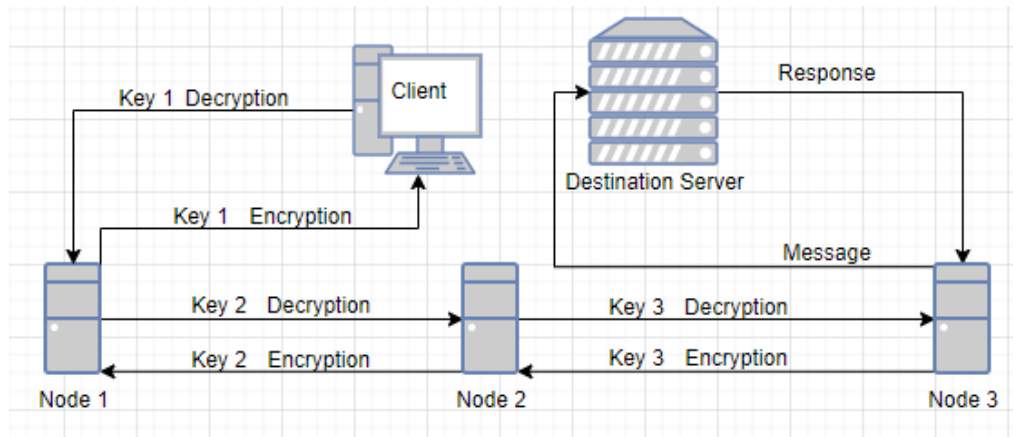 Client
Response
Key 1 Decryption
Destination Server
Key 1 Encryption
Message
Key 2 Decryption
Key 3 Decryption
Key 2 Encryption
Key 3 Encryption
Node 1
Node 2
Node 3